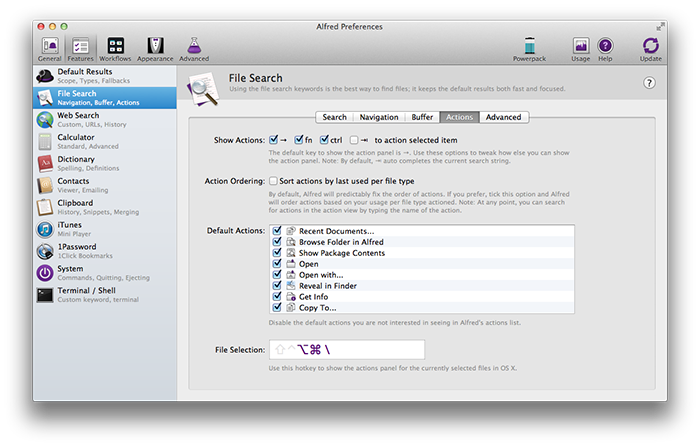 Alfred Preferences
General Features Workflows Appearance Advanced Powerpack Usage Help Update
Default Results
Scope, Types, Fallbacks
File Search
Navigation, Buffer, Actions
Web Search
Custom, URLs, History
Calculator
Standard, Advanced
Dictionary
Spelling, Definitions
Contacts
Viewer, Emailing
Clipboard
History, Snippets, Merging
iTunes
Mini Player
1Password
1Click Bookmarks
System
Commands, Quitting, Ejecting
Terminal / Shell
Custom keyword, terminal
File Search
Using the file search keywords is the best way to find files; it keeps the default results both fast and focused.
?
Search Navigation Buffer Actions Advanced
Show Actions: → fn ctrl ⇥ to action selected item
The default key to show the action panel is →. Use these options to tweak how else you can show
the action panel. Note: By default, ⇥ auto completes the current search string.
Action Ordering: Sort actions by last used per file type
By default, Alfred will predictably fix the order of actions. If you prefer, tick this option and Alfred
will order actions based on your usage per file type actioned. Note: At any point, you can search
for actions in the action view by typing the name of the action.
Default Actions:
Recent Documents...
Browse Folder in Alfred
Show Package Contents
Open
Open with...
Reveal in Finder
Get Info
Copy To...
Disable the default actions you are not interested in seeing in Alfred's actions list.
File Selection: ⇧^⌥⌘ \
Use this hotkey to show the actions panel for the currently selected files in OS X.